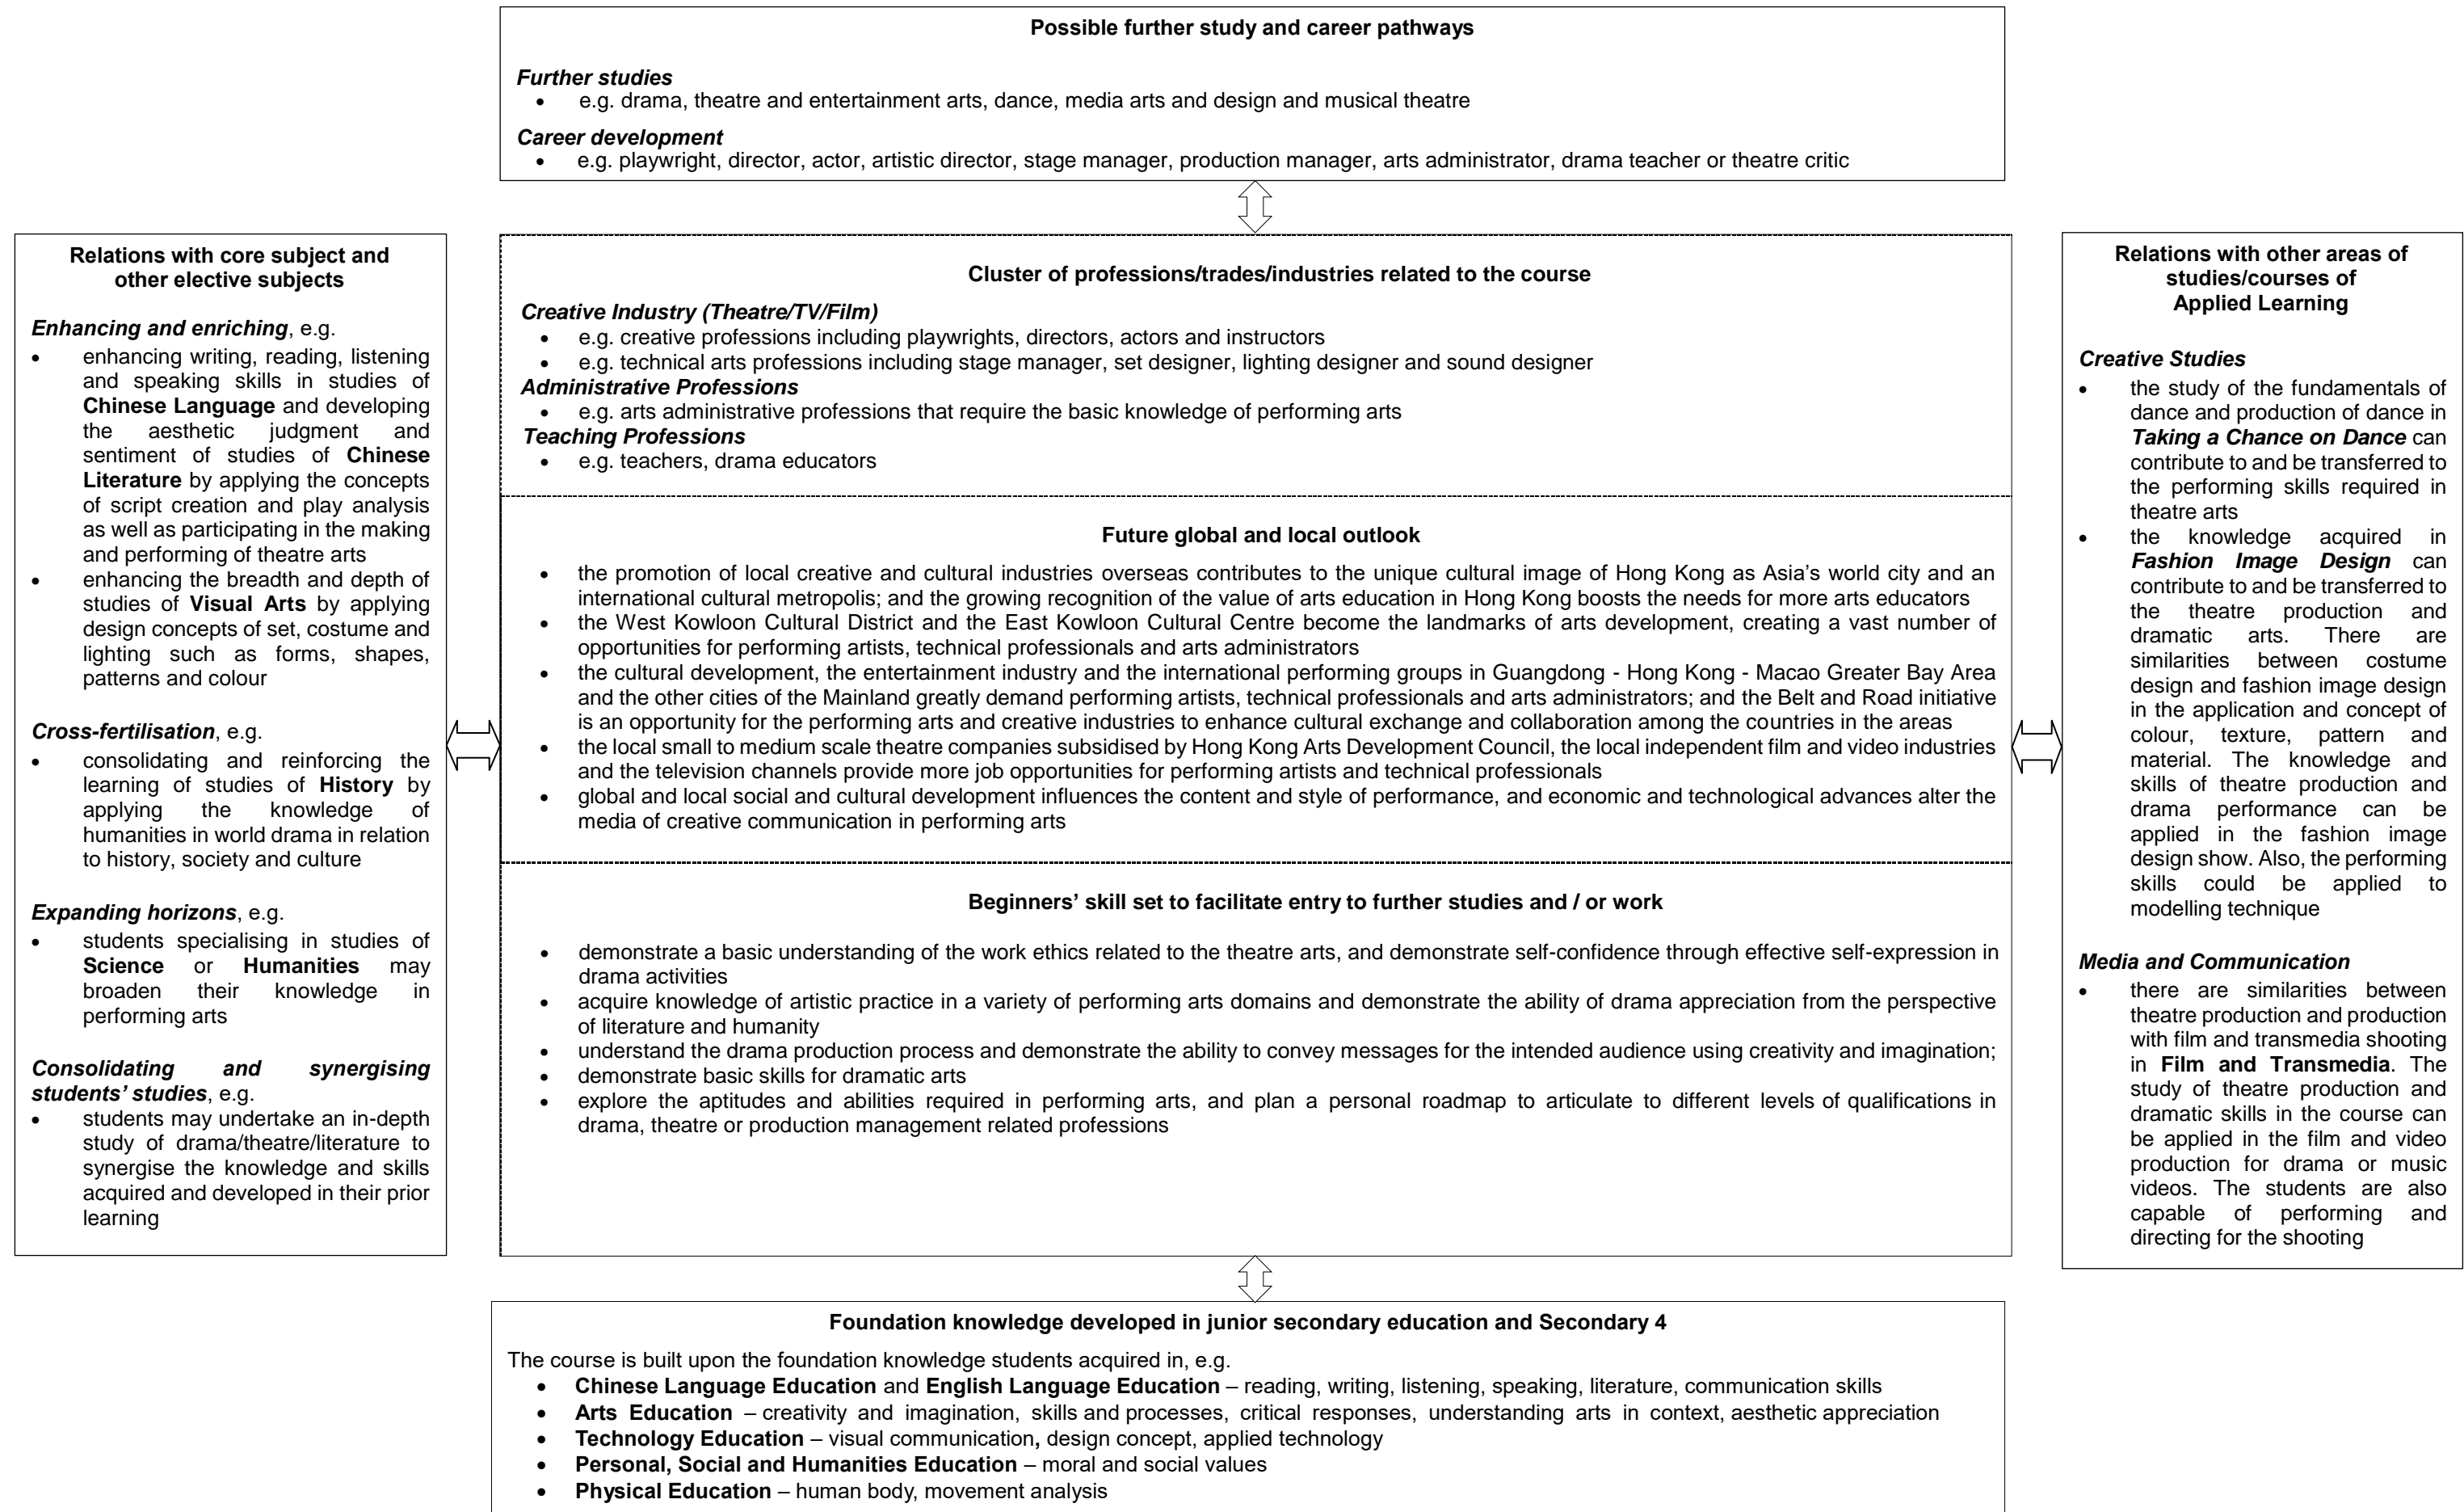 Possible further study and career pathways
Further studies
• e.g. drama, theatre and entertainment arts, dance, media arts and design and musical theatre
Career development
• e.g. playwright, director, actor, artistic director, stage manager, production manager, arts administrator, drama teacher or theatre critic
Relations with core subject and
other elective subjects
Enhancing and enriching, e.g.
• enhancing writing, reading, listening
and speaking skills in studies of
Chinese Language and developing
the aesthetic judgment and
sentiment of studies of Chinese
Literature by applying the concepts
of script creation and play analysis
as well as participating in the making
and performing of theatre arts
• enhancing the breadth and depth of
studies of Visual Arts by applying
design concepts of set, costume and
lighting such as forms, shapes,
patterns and colour
Cross-fertilisation, e.g.
• consolidating and reinforcing the
learning of studies of History by
applying the knowledge of
humanities in world drama in relation
to history, society and culture
Expanding horizons, e.g.
• students specialising in studies of
Science or Humanities may
broaden their knowledge in
performing arts
Consolidating and synergising
students' studies, e.g.
• students may undertake an in-depth
study of drama/theatre/literature to
synergise the knowledge and skills
acquired and developed in their prior
learning
Cluster of professions/trades/industries related to the course
Creative Industry (Theatre/TV/Film)
• e.g. creative professions including playwrights, directors, actors and instructors
• e.g. technical arts professions including stage manager, set designer, lighting designer and sound designer
Administrative Professions
• e.g. arts administrative professions that require the basic knowledge of performing arts
Teaching Professions
• e.g. teachers, drama educators
Future global and local outlook
• the promotion of local creative and cultural industries overseas contributes to the unique cultural image of Hong Kong as Asia's world city and an
international cultural metropolis; and the growing recognition of the value of arts education in Hong Kong boosts the needs for more arts educators
• the West Kowloon Cultural District and the East Kowloon Cultural Centre become the landmarks of arts development, creating a vast number of
opportunities for performing artists, technical professionals and arts administrators
• the cultural development, the entertainment industry and the international performing groups in Guangdong - Hong Kong - Macao Greater Bay Area
and the other cities of the Mainland greatly demand performing artists, technical professionals and arts administrators; and the Belt and Road initiative
is an opportunity for the performing arts and creative industries to enhance cultural exchange and collaboration among the countries in the areas
• the local small to medium scale theatre companies subsidised by Hong Kong Arts Development Council, the local independent film and video industries
and the television channels provide more job opportunities for performing artists and technical professionals
• global and local social and cultural development influences the content and style of performance, and economic and technological advances alter the
media of creative communication in performing arts
Beginners' skill set to facilitate entry to further studies and / or work
• demonstrate a basic understanding of the work ethics related to the theatre arts, and demonstrate self-confidence through effective self-expression in
drama activities
• acquire knowledge of artistic practice in a variety of performing arts domains and demonstrate the ability of drama appreciation from the perspective
of literature and humanity
• understand the drama production process and demonstrate the ability to convey messages for the intended audience using creativity and imagination;
• demonstrate basic skills for dramatic arts
• explore the aptitudes and abilities required in performing arts, and plan a personal roadmap to articulate to different levels of qualifications in
drama, theatre or production management related professions
Relations with other areas of
studies/courses of
Applied Learning
Creative Studies
• the study of the fundamentals of
dance and production of dance in
Taking a Chance on Dance can
contribute to and be transferred to
the performing skills required in
theatre arts
• the knowledge acquired in
Fashion Image Design can
contribute to and be transferred to
the theatre production and
dramatic arts. There are
similarities between costume
design and fashion image design
in the application and concept of
colour, texture, pattern and
material. The knowledge and
skills of theatre production and
drama performance can be
applied in the fashion image
design show. Also, the performing
skills could be applied to
modelling technique
Media and Communication
• there are similarities between
theatre production and production
with film and transmedia shooting
in Film and Transmedia. The
study of theatre production and
dramatic skills in the course can
be applied in the film and video
production for drama or music
videos. The students are also
capable of performing and
directing for the shooting
Foundation knowledge developed in junior secondary education and Secondary 4
The course is built upon the foundation knowledge students acquired in, e.g.
• Chinese Language Education and English Language Education – reading, writing, listening, speaking, literature, communication skills
• Arts Education – creativity and imagination, skills and processes, critical responses, understanding arts in context, aesthetic appreciation
• Technology Education – visual communication, design concept, applied technology
• Personal, Social and Humanities Education – moral and social values
• Physical Education – human body, movement analysis